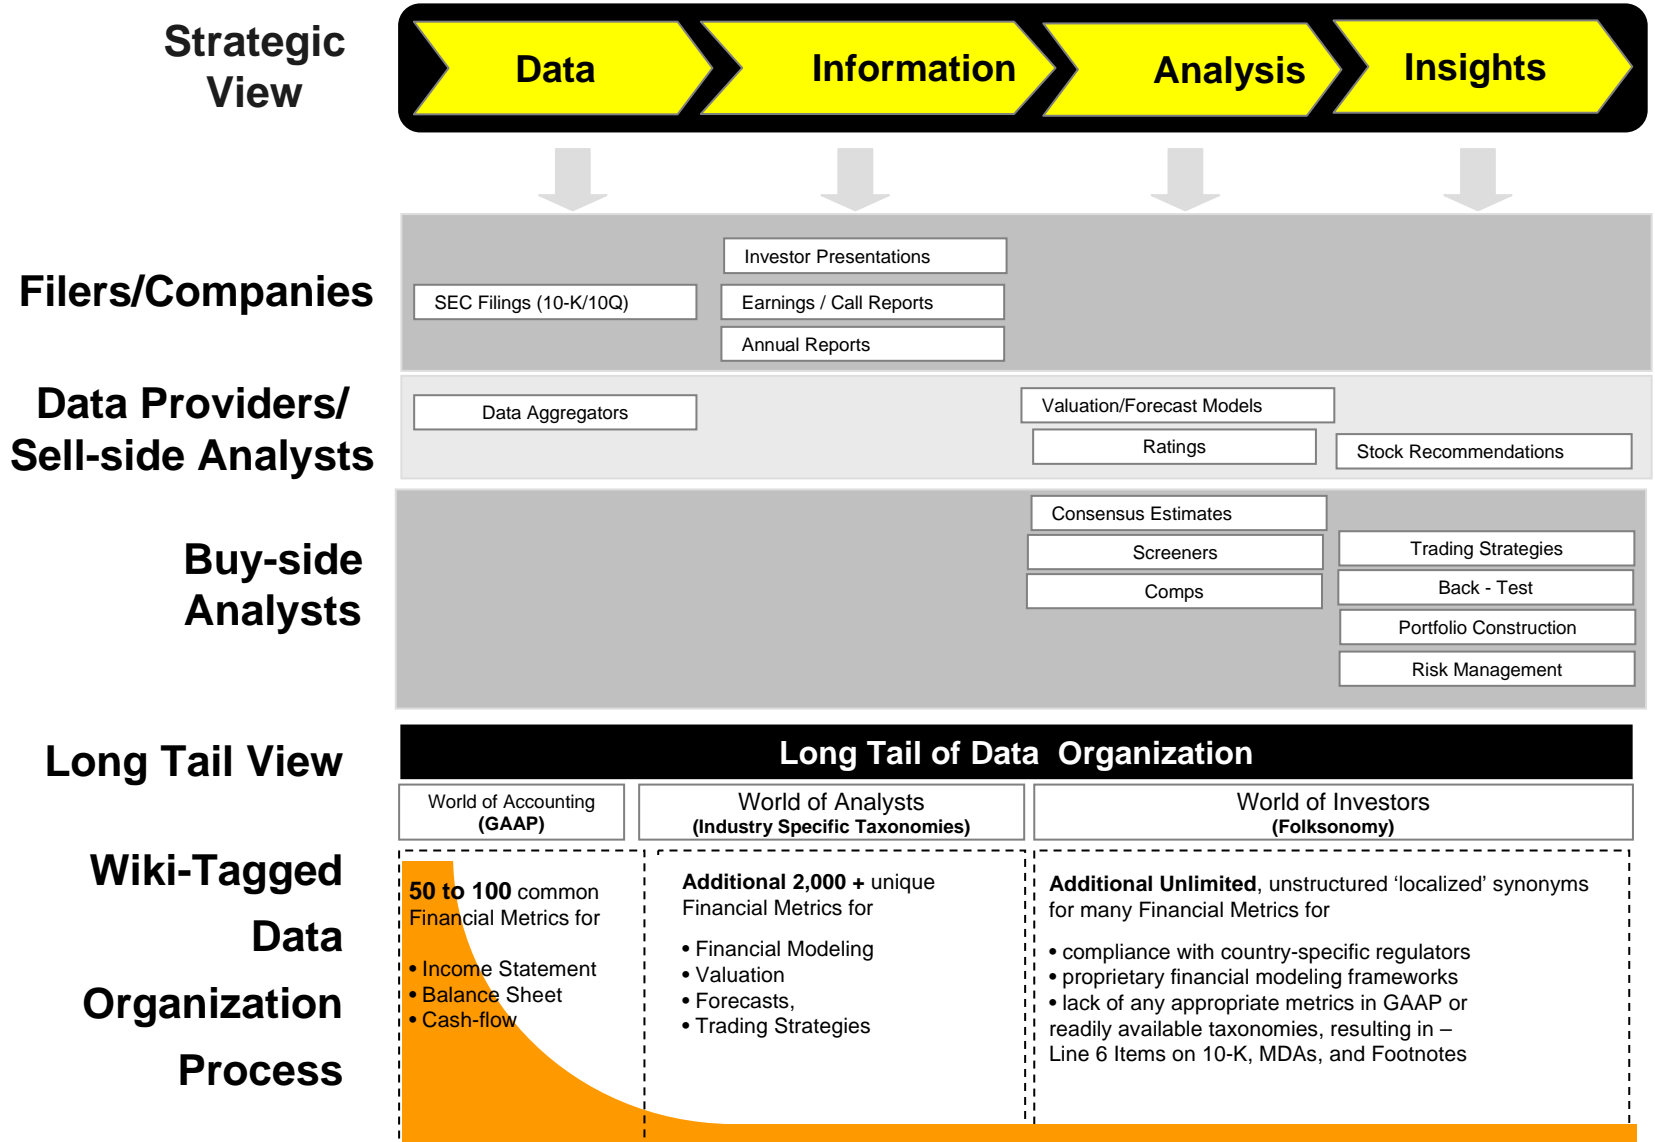 Strategic
View
Data
Information
Analysis
Insights
Filers/Companies
Investor Presentations
SEC Filings (10-K/10Q)
Earnings / Call Reports
Annual Reports
Data Providers/
Sell-side Analysts
Data Aggregators
Valuation/Forecast Models
Ratings
Stock Recommendations
Buy-side
Analysts
Consensus Estimates
Screeners
Comps
Trading Strategies
Back - Test
Portfolio Construction
Risk Management
Long Tail View
Long Tail of Data  Organization
World of Accounting
(GAAP)
World of Analysts
(Industry Specific Taxonomies)
World of Investors
(Folksonomy)
Wiki-Tagged
Data
Organization
Process
50 to 100 common
Financial Metrics for
• Income Statement
• Balance Sheet
• Cash-flow
Additional 2,000 + unique
Financial Metrics for
• Financial Modeling
• Valuation
• Forecasts,
• Trading Strategies
Additional Unlimited, unstructured ‘localized’ synonyms
for many Financial Metrics for
• compliance with country-specific regulators
• proprietary financial modeling frameworks
• lack of any appropriate metrics in GAAP or
readily available taxonomies, resulting in –
Line 6 Items on 10-K, MDAs, and Footnotes